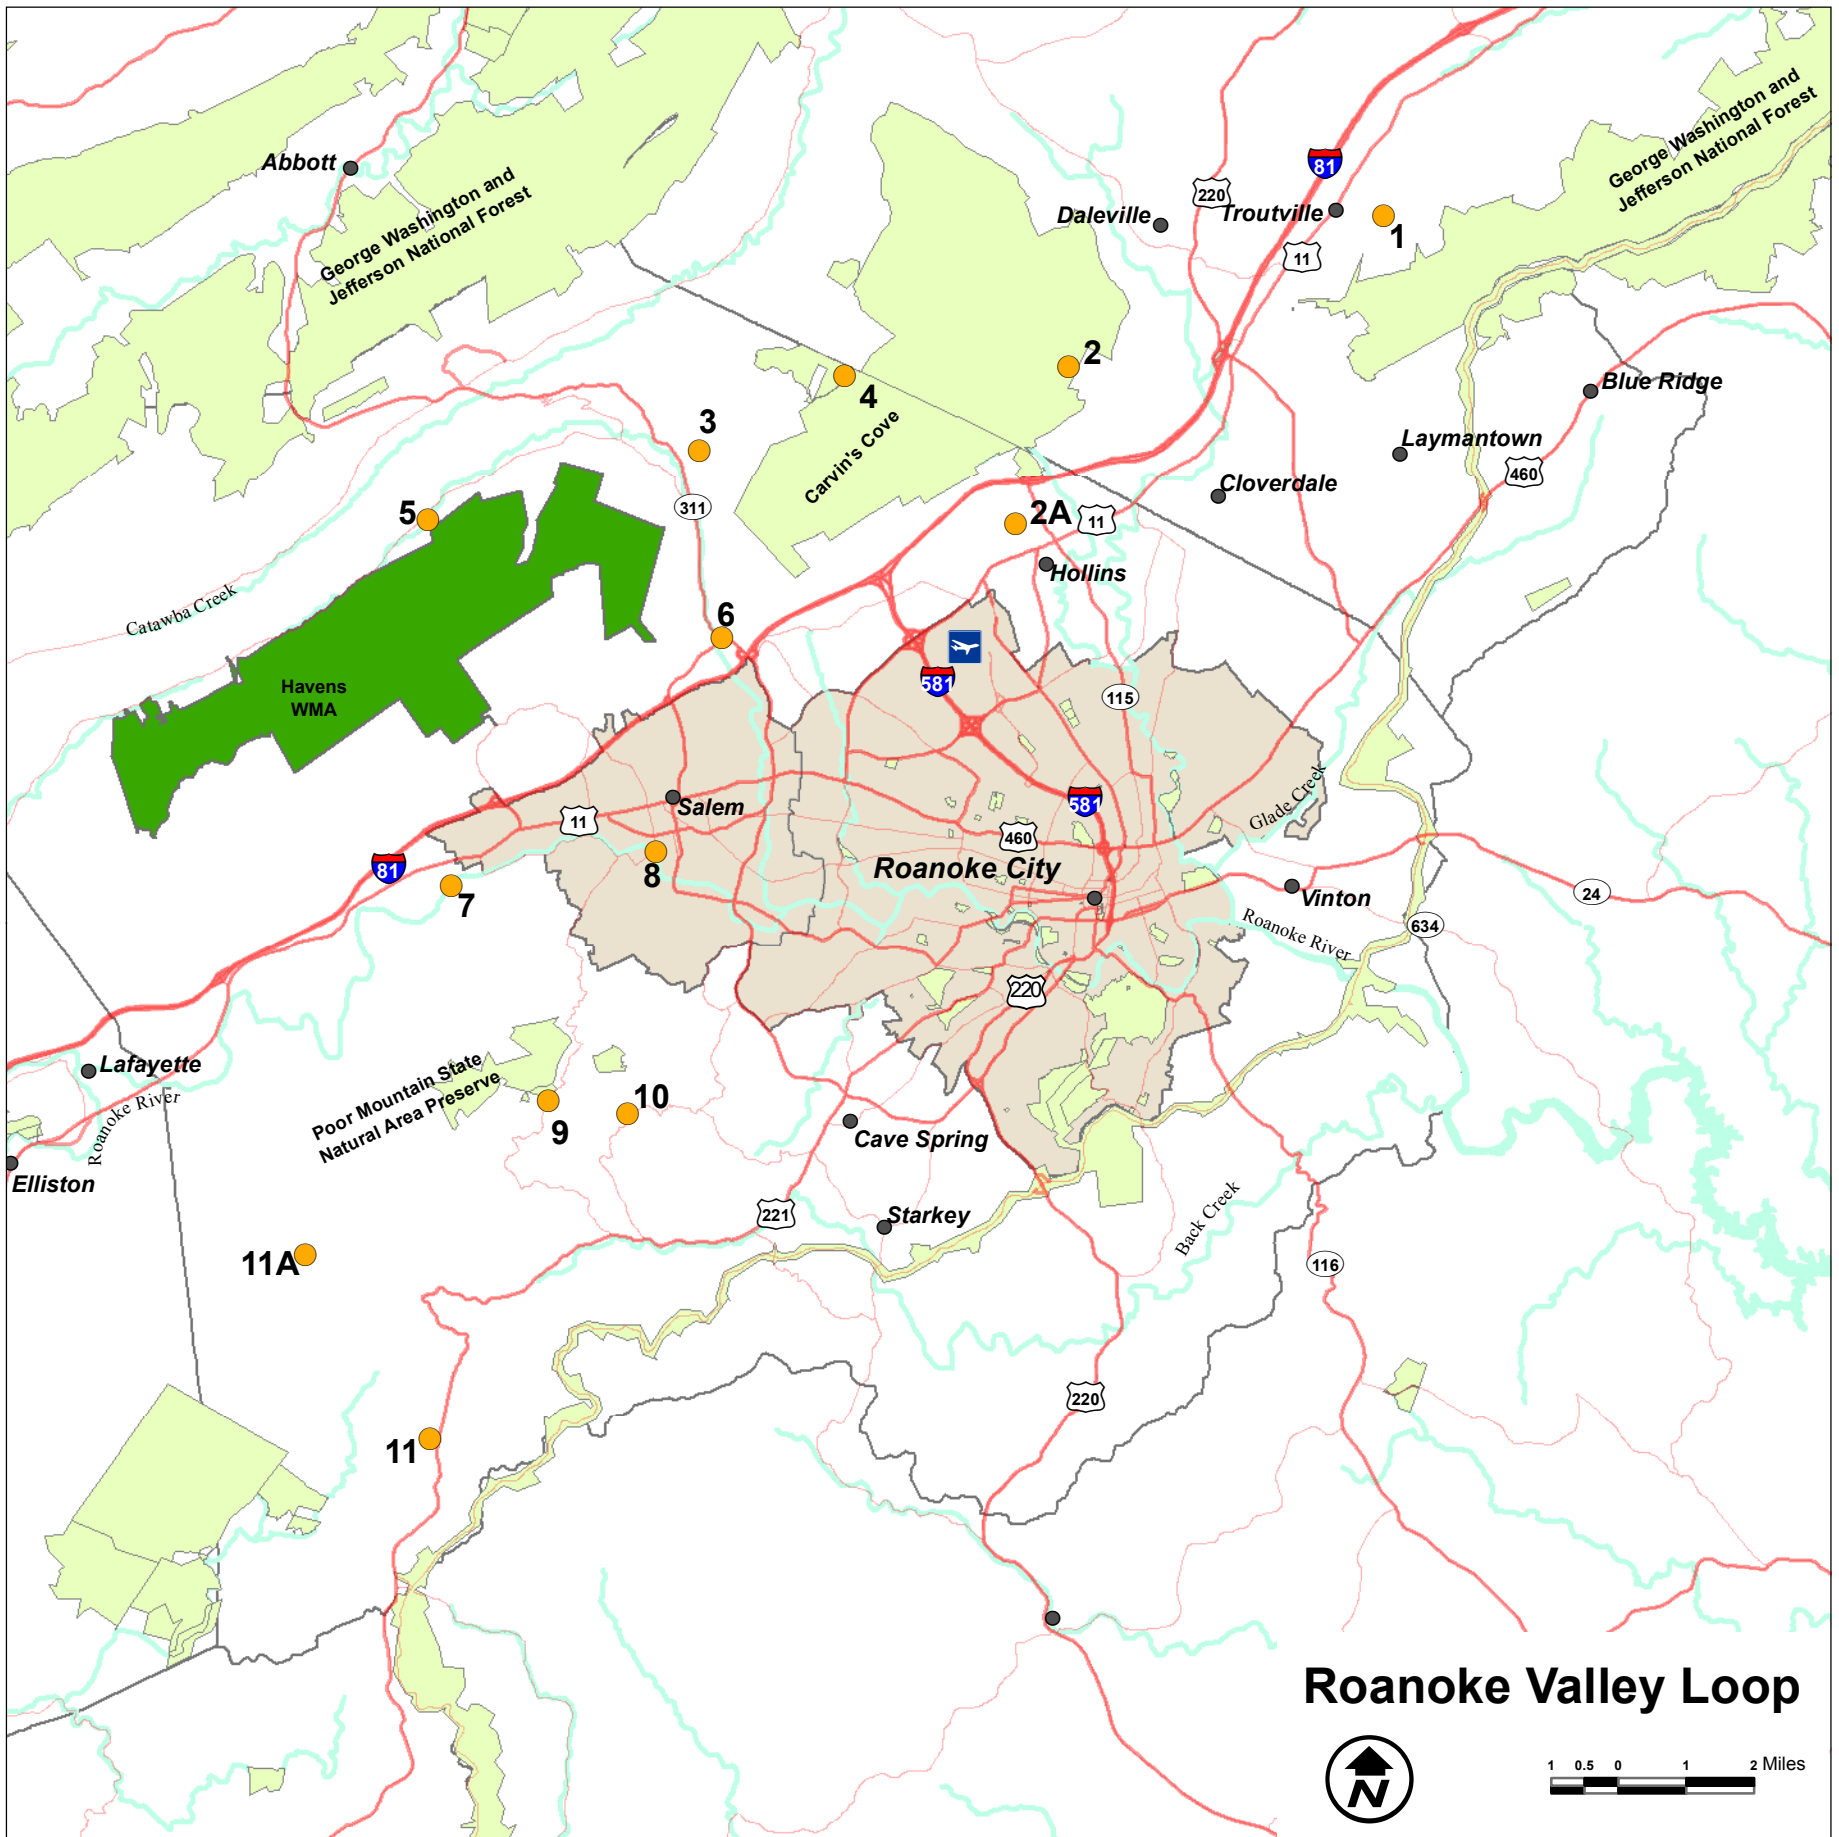 Abbott
George Washington and
Jefferson National Forest
George Washington and
Jefferson National Forest
81
220
Daleville
Troutville
11
1
2
4
Carvin's Cove
3
Blue Ridge
Laymantown
460
Cloverdale
311
5
2A
11
Hollins
Catawba Creek
6
Havens
WMA
581
115
Salem
11
581
460
Glade Creek
81
8
7
Roanoke City
Vinton
24
634
Roanoke River
220
Lafayette
Roanoke River
Poor Mountain State
Natural Area Preserve
9
10
Cave Spring
Elliston
221
Starkey
Back Creek
11A
116
220
11
Roanoke Valley Loop
N
1 0.5 0 1 2 Miles